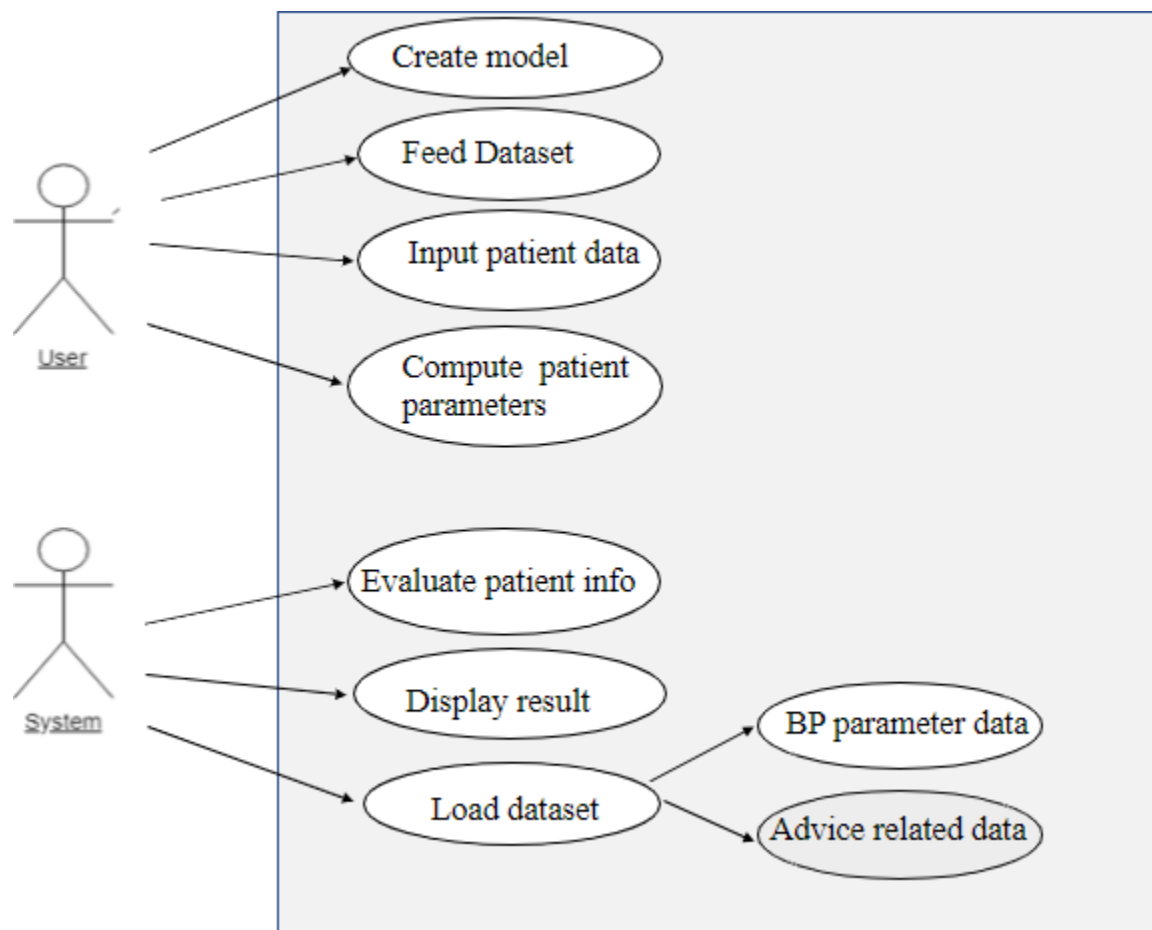 Create model
Feed Dataset
Input patient data
Compute patient
parameters
User
Evaluate patient info
Display result
System
BP parameter data
Load dataset
Advice related data